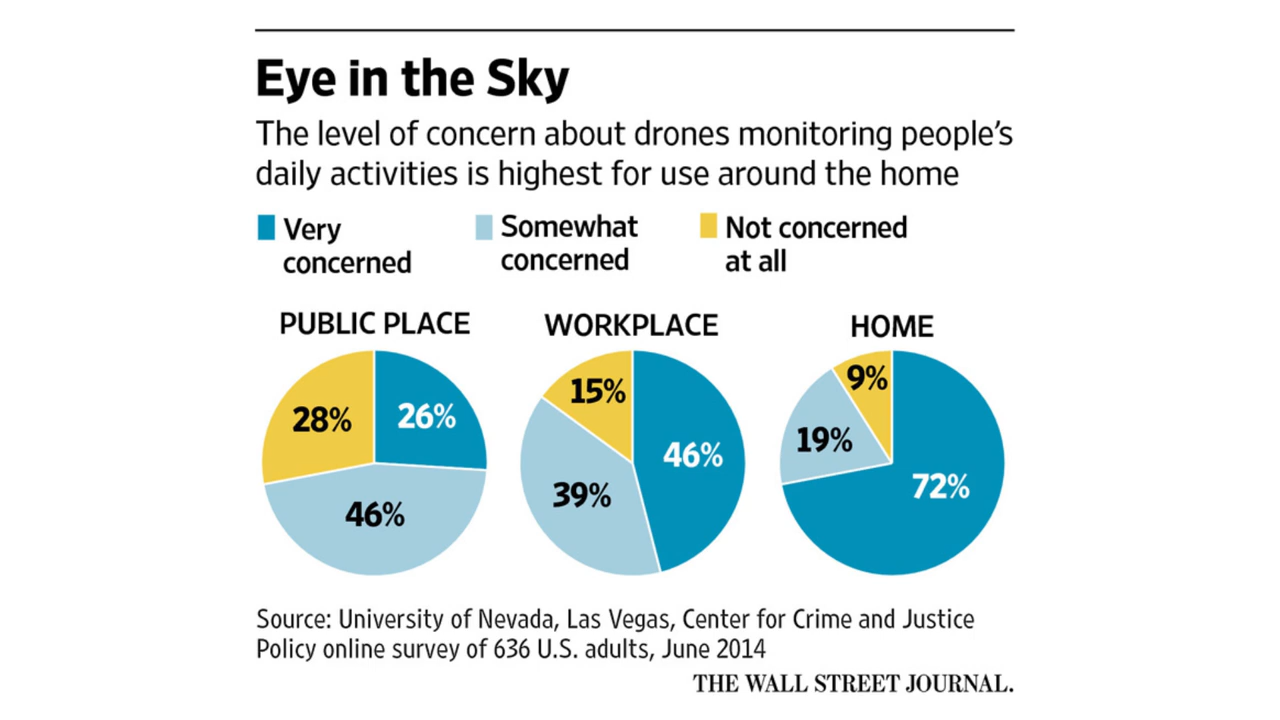 Eye in the Sky
The level of concern about drones monitoring people's
daily activities is highest for use around the home
Very
concerned
Somewhat
concerned
Not concerned
at all
PUBLIC PLACE
28%
26%
46%
WORKPLACE
15%
46%
39%
HOME
9%
19%
72%
Source: University of Nevada, Las Vegas, Center for Crime and Justice
Policy online survey of 636 U.S. adults, June 2014
THE WALL STREET JOURNAL.